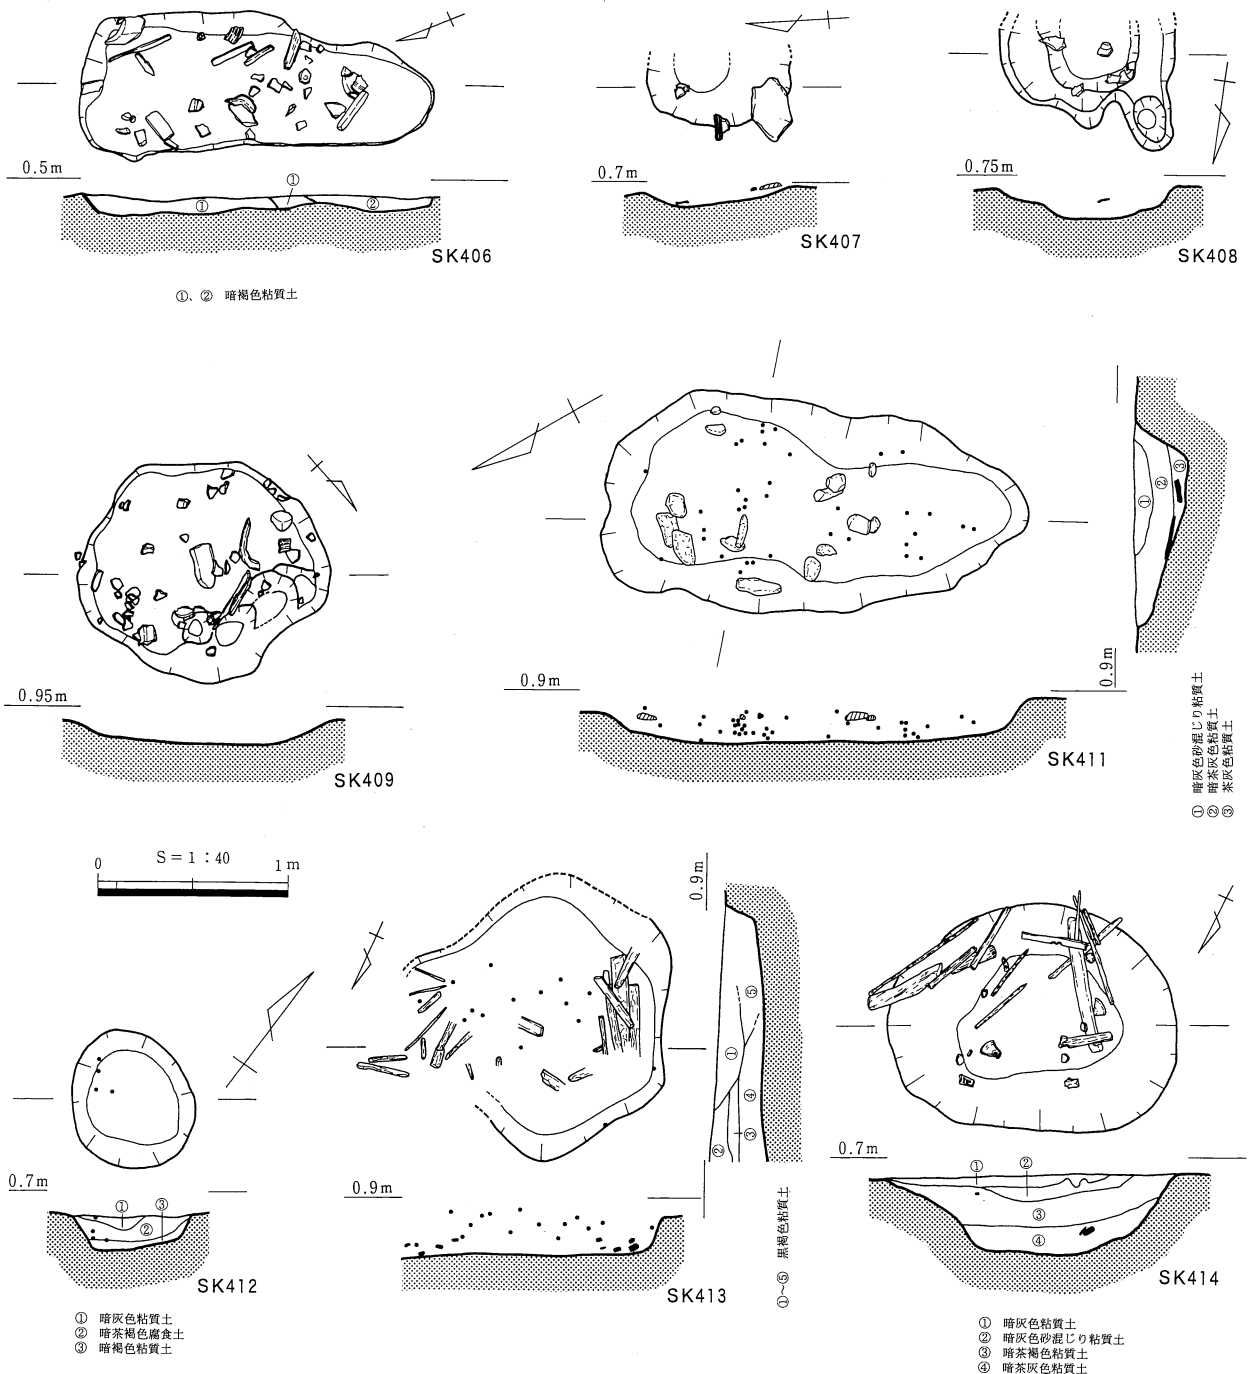 0.5m
①
①
②
SK406
①、② 暗褐色粘質土
0.7m
SK407
0.75m
SK408
0.95m
SK409
0.9m
SK411
0.9m
①
②
③
① 暗灰色砂混じり粘質土
② 暗茶灰色粘質土
③ 茶灰色粘質土
0 S=1：40 1m
0.7m
①
②
③
SK412
① 暗灰色粘質土
② 暗茶褐色腐食土
③ 暗褐色粘質土
0.9m
SK413
0.9m
⑤
①
④
③
②
①~⑤ 黒褐色粘質土
0.7m
①
②
③
④
SK414
① 暗灰色粘質土
② 暗灰色砂混じり粘質土
③ 暗茶褐色粘質土
④ 暗茶灰色粘質土